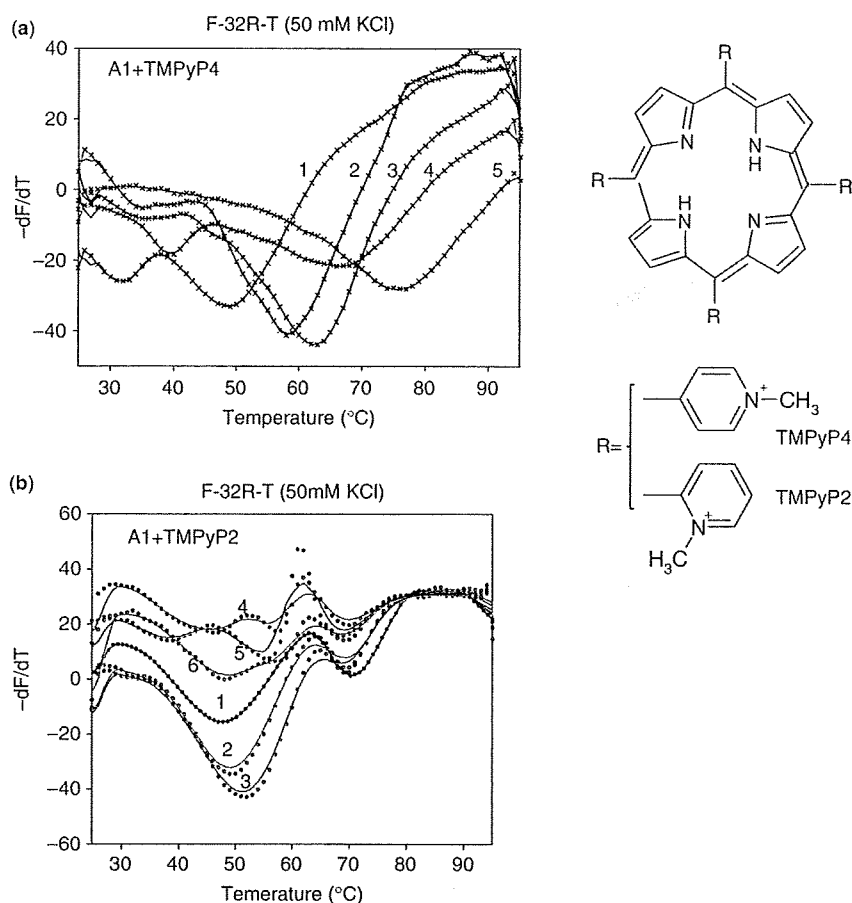 (a)
F-32R-T (50 mM KCl)
A1+TMPyP4
40
20
0
−20
−40
−dF/dT
1
2
3
4
5
30 40 50 60 70 80 90
Temperature (°C)
(b)
F-32R-T (50mM KCl)
A1+TMPyP2
60
40
20
0
−20
−40
−60
−dF/dT
4
5
6
1
2
3
30 40 50 60 70 80 90
Temerature (°C)
R
N
HN
R
R
NH
N
R
R=
N+
CH3
TMPyP4
TMPyP2
N+
H3C